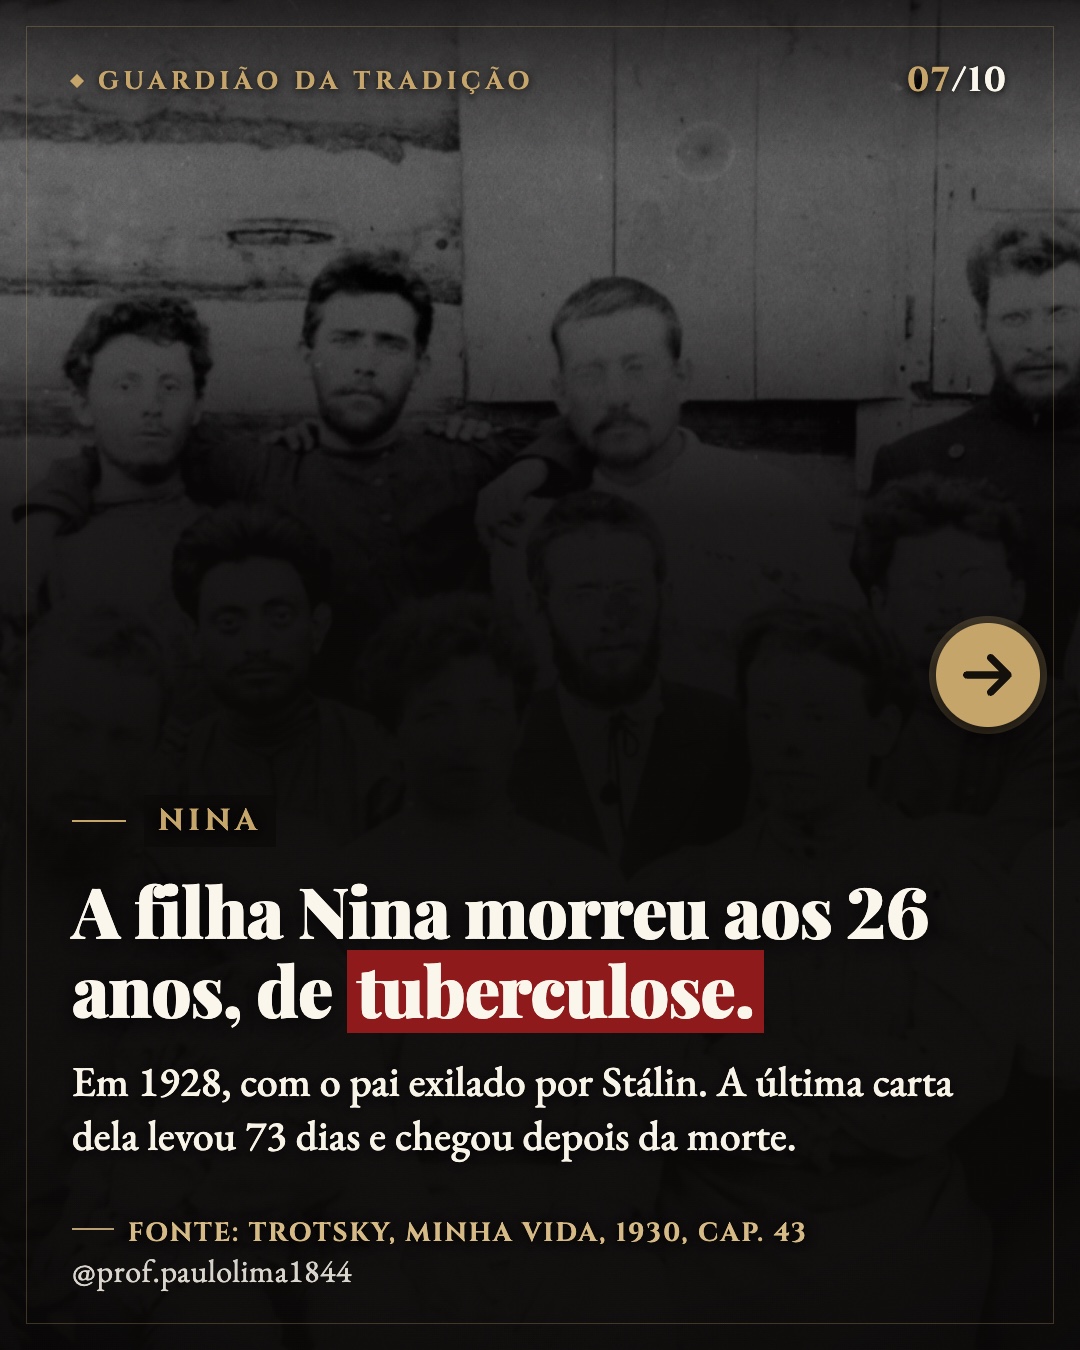 GUARDIÃO DA TRADIÇÃO
07/10
NINA
A filha Nina morreu aos 26
anos, de tuberculose.
Em 1928, com o pai exilado por Stálin. A última carta
dela levou 73 dias e chegou depois da morte.
FONTE: TROTSKY, MINHA VIDA, 1930, CAP. 43
@prof.paulolima1844